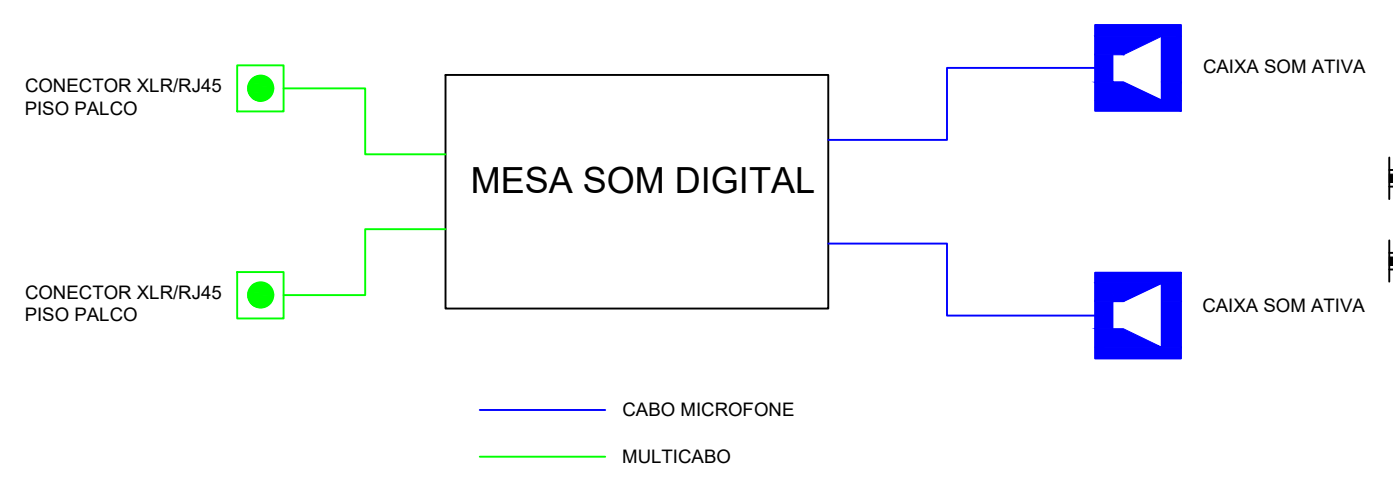 CONECTOR XLR/RJ45
PISO PALCO
MESA SOM DIGITAL
CAIXA SOM ATIVA
CONECTOR XLR/RJ45
PISO PALCO
CAIXA SOM ATIVA
CABO MICROFONE
MULTICABO